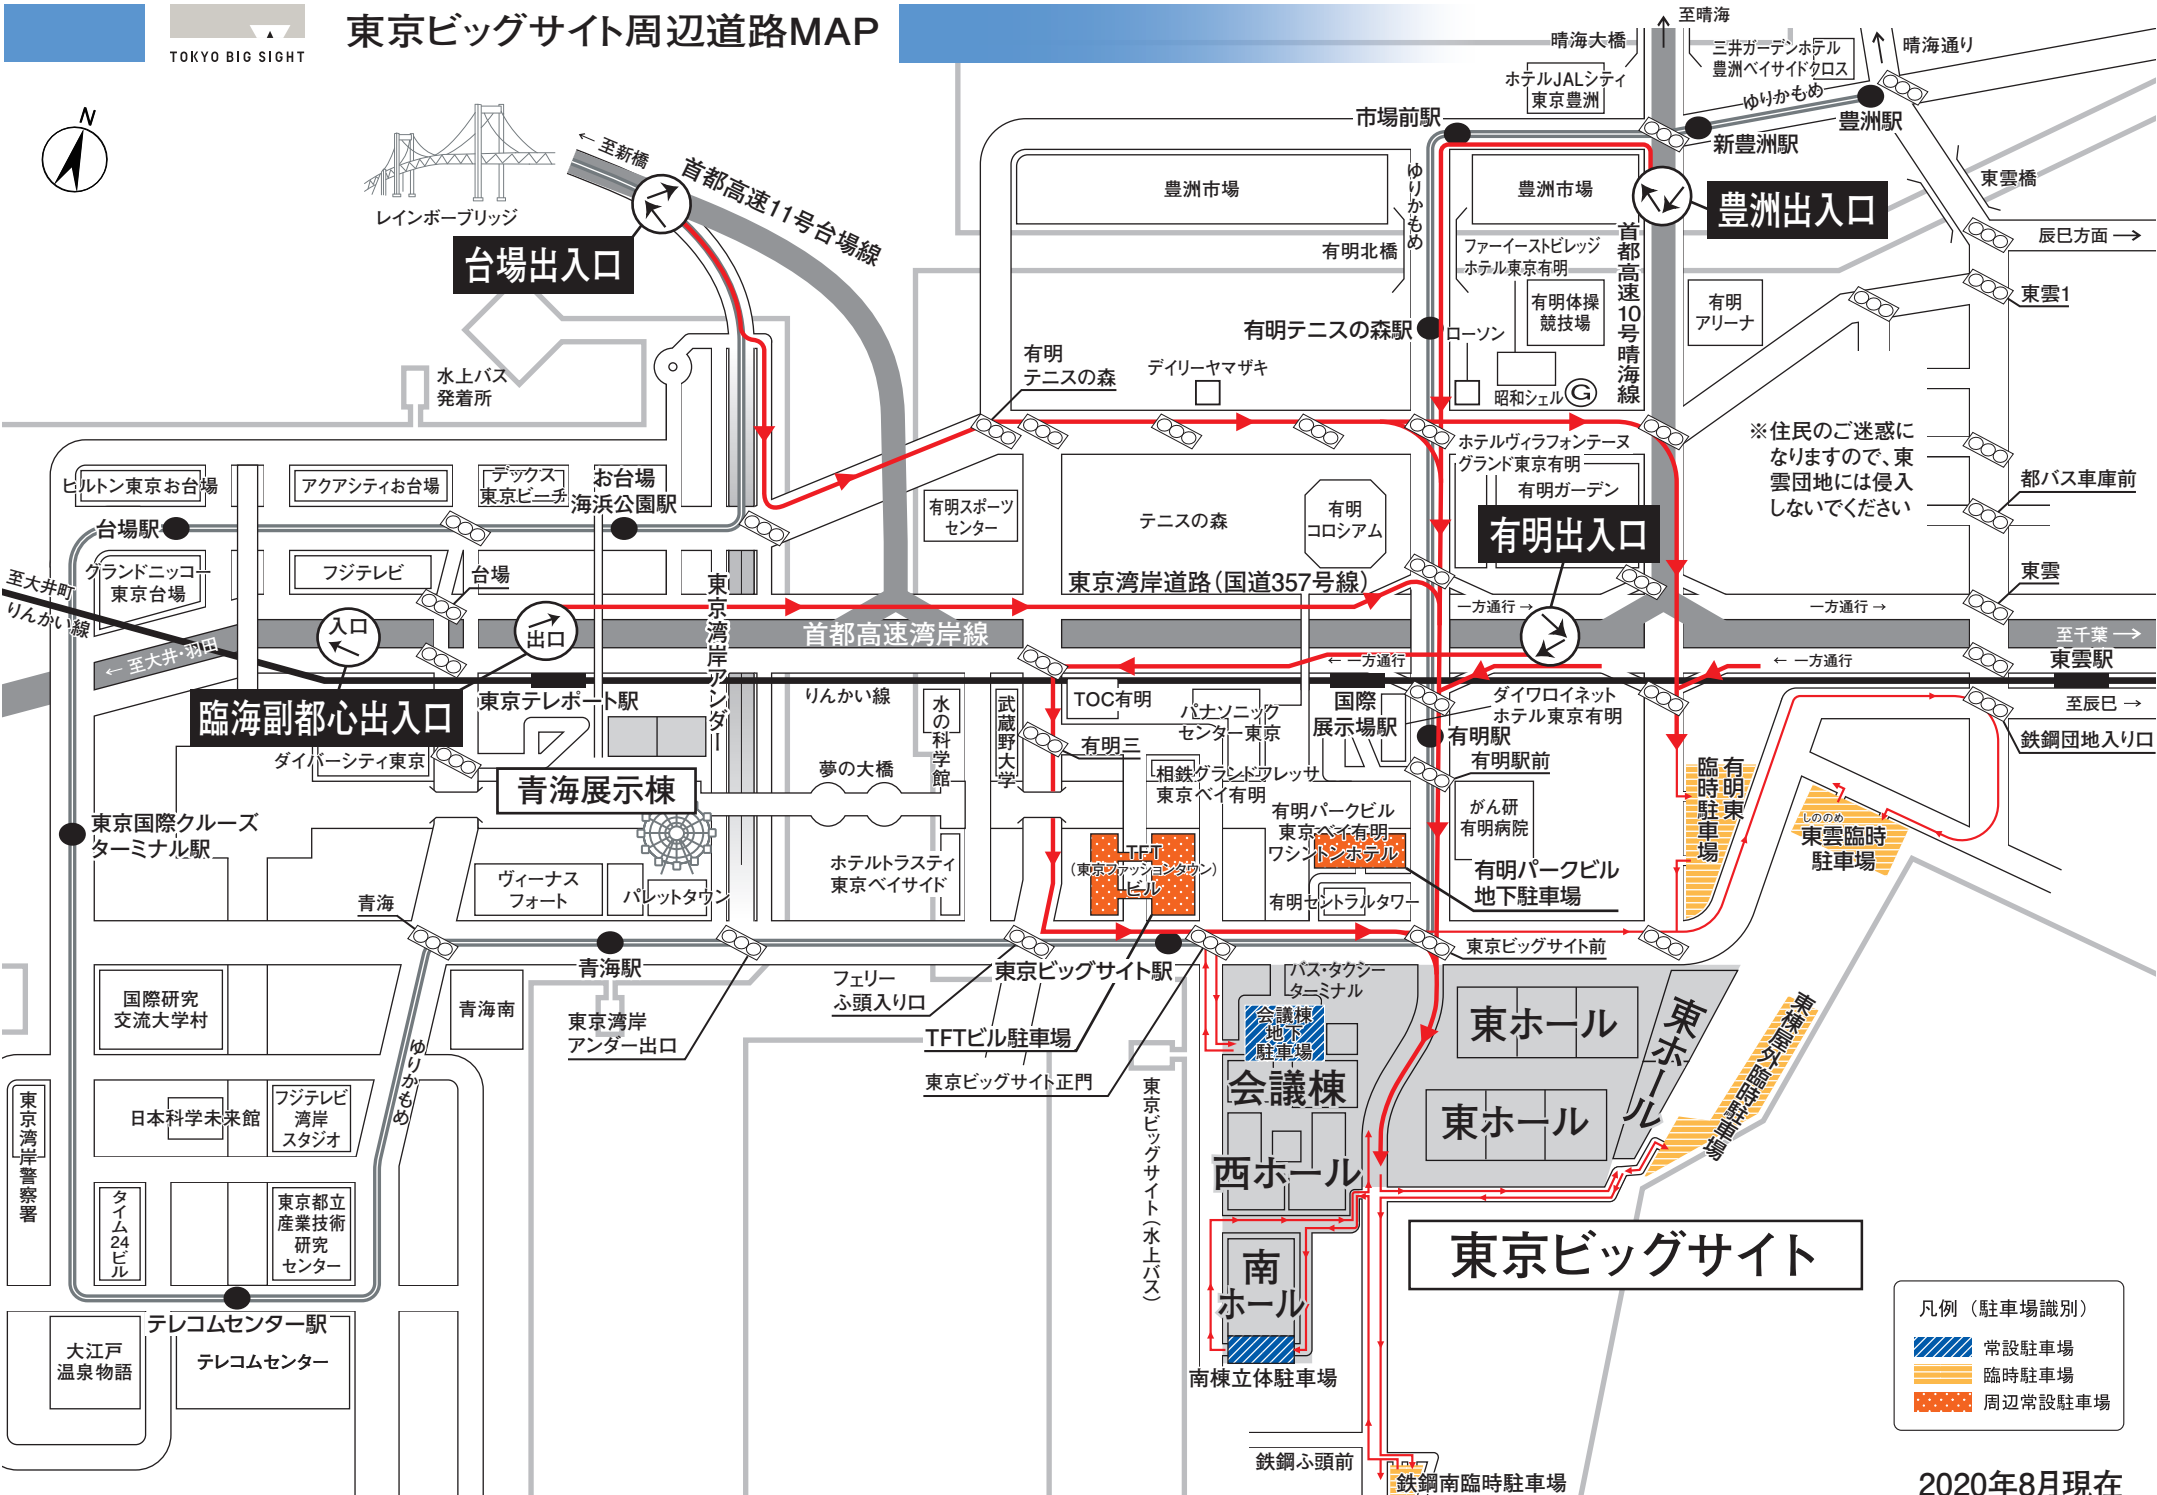 東京ビッグサイト周辺道路MAP
TOKYO BIG SIGHT
N
至晴海
晴海大橋
三井ガーデンホテル
豊洲ベイサイドクロス
晴海通り
ホテルJALシティ
東京豊洲
ゆりかもめ
市場前駅
豊洲駅
新豊洲駅
← 至新橋
首都高速11号台場線
レインボーブリッジ
台場出入口
豊洲市場
豊洲市場
ゆりかもめ
豊洲出入口
東雲橋
辰巳方面 →
有明北橋
ファーイーストビレッジ
ホテル東京有明
首都高速10号晴海線
有明体操
競技場
有明
アリーナ
東雲1
有明テニスの森駅
ローソン
有明
テニスの森
デイリーヤマザキ
昭和シェル
G
水上バス
発着所
※住民のご迷惑に
なりますので、東
雲団地には侵入
しないでください
ホテルヴィラフォンテーヌ
グランド東京有明
有明ガーデン
都バス車庫前
ヒルトン東京お台場
アクアシティお台場
デックス
東京ビーチ
お台場
海浜公園駅
台場駅
有明スポーツ
センター
テニスの森
有明
コロシアム
有明出入口
グランドニッコー
東京台場
フジテレビ
台場
至大井町
りんかい線
東京湾岸道路(国道357号線)
東雲
一方通行 →
一方通行 →
入口
出口
東京湾岸アンダー
首都高速湾岸線
← 至大井・羽田
至千葉 →
← 一方通行
← 一方通行
東雲駅
臨海副都心出入口
東京テレポート駅
りんかい線
水の科学館
武蔵野大学
TOC有明
パナソニック
センター東京
国際
展示場駅
ダイワロイネット
ホテル東京有明
至辰巳 →
有明駅
有明駅前
鉄鋼団地入り口
ダイバーシティ東京
有明三
青海展示棟
夢の大橋
相鉄グランドフレッサ
東京ベイ有明
有明東
臨時駐車場
しののめ
東雲臨時
駐車場
東京国際クルーズ
ターミナル駅
有明パークビル
東京ベイ有明
ワシントンホテル
がん研
有明病院
ホテルトラスティ
東京ベイサイド
TFT
(東京ファッションタウン)
ビル
有明パークビル
地下駐車場
ヴィーナス
フォート
パレットタウン
有明セントラルタワー
青海
青海駅
東京ビッグサイト駅
東京ビッグサイト前
フェリー
ふ頭入り口
バス・タクシー
ターミナル
国際研究
交流大学村
青海南
東京湾岸
アンダー出口
TFTビル駐車場
東京ビッグサイト正門
会議棟
地下
駐車場
会議棟
東ホール
東ホール
東ホール
東棟屋外臨時駐車場
ゆりかもめ
東京湾岸警察署
日本科学未来館
フジテレビ
湾岸
スタジオ
東京ビッグサイト(水上バス)
西ホール
タイム24ビル
東京都立
産業技術
研究
センター
東京ビッグサイト
南
ホール
テレコムセンター駅
テレコムセンター
大江戸
温泉物語
南棟立体駐車場
凡例(駐車場識別)
常設駐車場
臨時駐車場
周辺常設駐車場
鉄鋼ふ頭前
鉄鋼南臨時駐車場
2020年8月現在